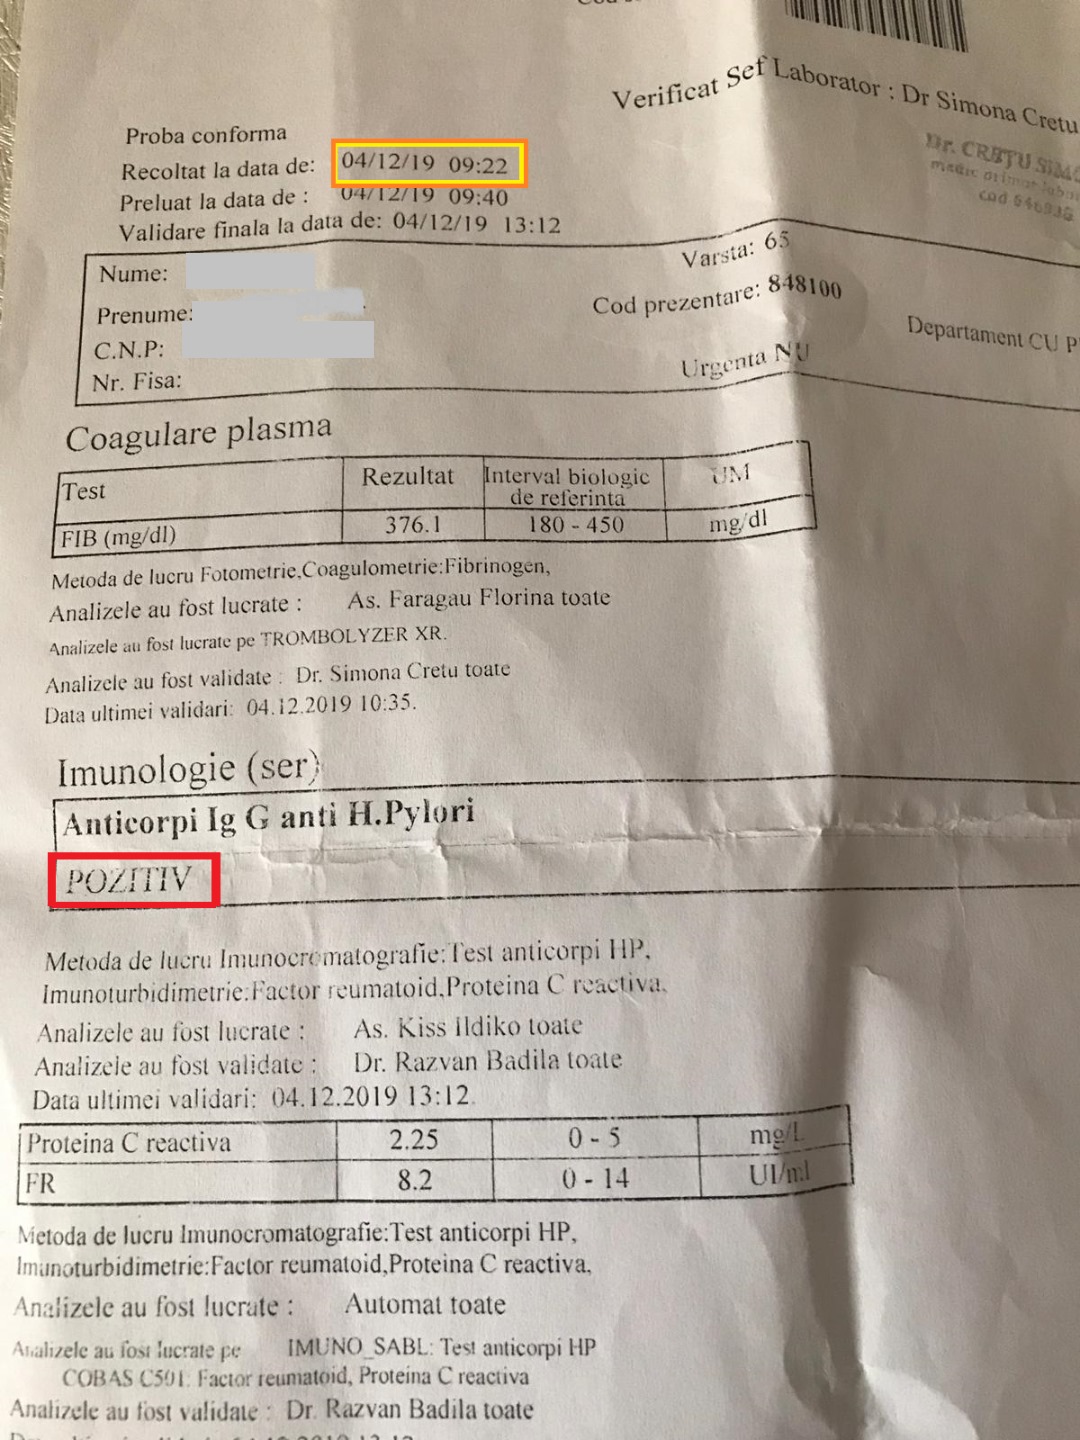 Verificat Sef Laborator : Dr Simona Cretu
Dr. CREȚU SIMO
medic primar labo
cod 646938
Proba conforma
Recoltat la data de: 04/12/19 09:22
Preluat la data de : 04/12/19 09:40
Validare finala la data de: 04/12/19 13:12
Nume:
Varsta: 65
Prenume:
Cod prezentare: 848100
C.N.P:
Departament CU P
Nr. Fisa:
Urgenta NU
Coagulare plasma
Test Rezultat Interval biologic de referinta UM
FIB (mg/dl) 376.1 180 - 450 mg/dl
Metoda de lucru Fotometrie,Coagulometrie:Fibrinogen,
Analizele au fost lucrate : As. Faragau Florina toate
Analizele au fost lucrate pe TROMBOLYZER XR.
Analizele au fost validate : Dr. Simona Cretu toate
Data ultimei validari: 04.12.2019 10:35.
Imunologie (ser)
Anticorpi Ig G anti H.Pylori
POZITIV
Metoda de lucru Imunocromatografie:Test anticorpi HP,
Imunoturbidimetrie:Factor reumatoid,Proteina C reactiva,
Analizele au fost lucrate : As. Kiss Ildiko toate
Analizele au fost validate : Dr. Razvan Badila toate
Data ultimei validari: 04.12.2019 13:12.
Proteina C reactiva 2.25 0 - 5 mg/L
FR 8.2 0 - 14 UI/ml
Metoda de lucru Imunocromatografie:Test anticorpi HP,
Imunoturbidimetrie:Factor reumatoid,Proteina C reactiva,
Analizele au fost lucrate : Automat toate
Analizele au fost lucrate pe IMUNO_SABL: Test anticorpi HP
COBAS C501: Factor reumatoid, Proteina C reactiva
Analizele au fost validate : Dr. Razvan Badila toate